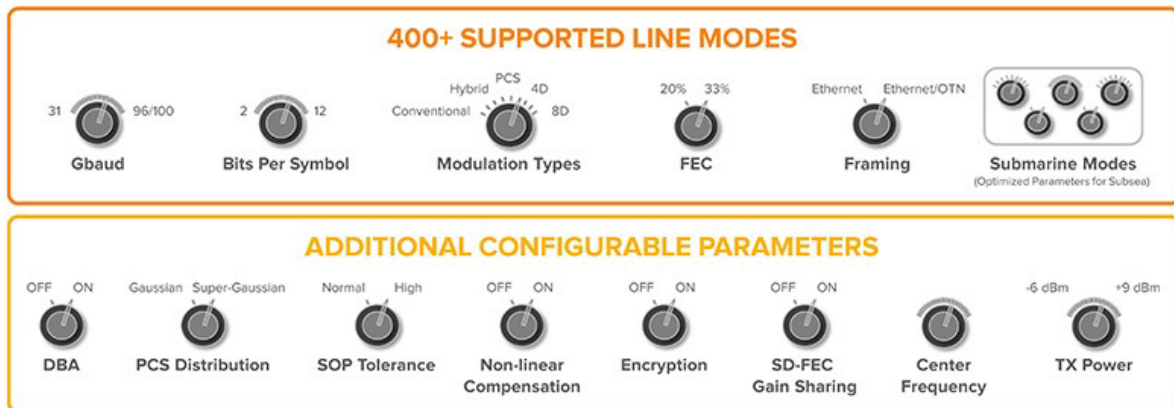 400+ SUPPORTED LINE MODES
31 96/100
Gbaud
2 12
Bits Per Symbol
Conventional Hybrid PCS 4D 8D
Modulation Types
20% 33%
FEC
Ethernet Ethernet/OTN
Framing
Submarine Modes
(Optimized Parameters for Subsea)
ADDITIONAL CONFIGURABLE PARAMETERS
OFF ON
DBA
Gaussian Super-Gaussian
PCS Distribution
Normal High
SOP Tolerance
OFF ON
Non-linear
Compensation
OFF ON
Encryption
OFF ON
SD-FEC
Gain Sharing
Center
Frequency
-6 dBm +9 dBm
TX Power